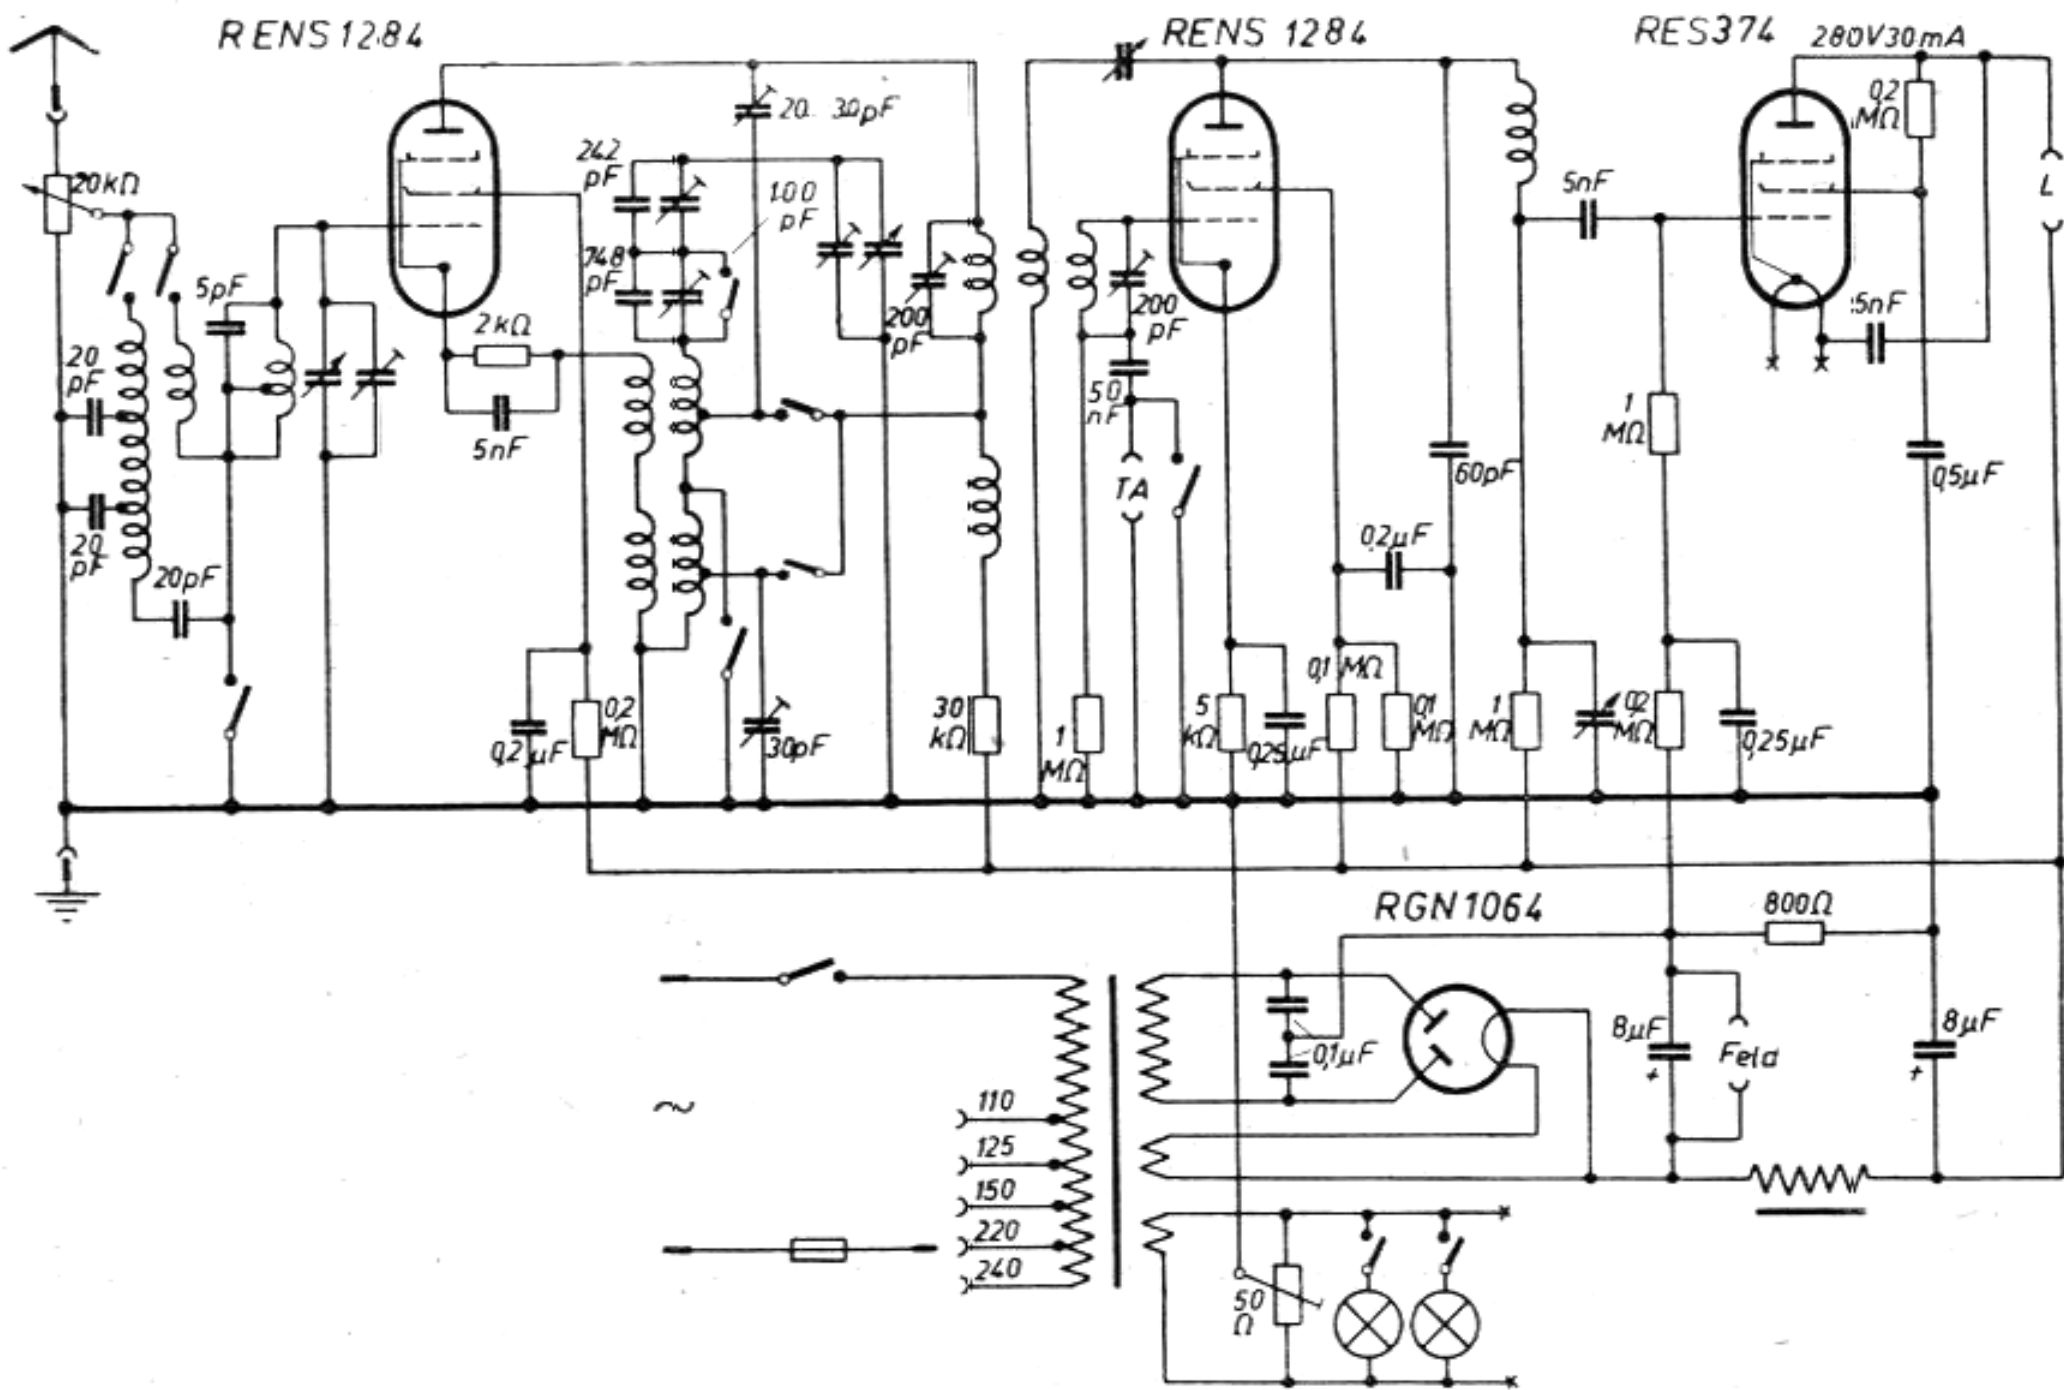 RENS 1284
RENS 1284
RES374
280V 30mA
20kΩ
20...30pF
242 pF
100 pF
0,2 MΩ
L
748 pF
5nF
5pF
200 pF
200 pF
5nF
2kΩ
20 pF
50 nF
1 MΩ
5nF
TA
60pF
0,5µF
20 pF
20pF
0,2µF
0,1 MΩ
0,2 MΩ
30 kΩ
5 kΩ
0,1 MΩ
1 MΩ
0,2 MΩ
0,2µF
30pF
1 MΩ
0,25µF
0,25µF
RGN1064
800Ω
8µF
8µF
0,1µF
Feld
+
+
~
110
125
150
220
240
50 Ω